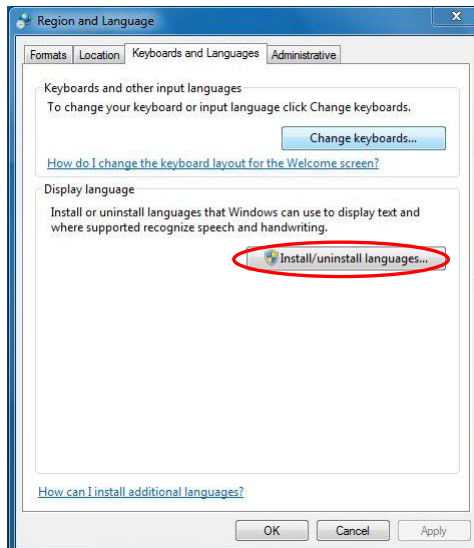 Region and Language
X
Formats Location Keyboards and Languages Administrative
Keyboards and other input languages
To change your keyboard or input language click Change keyboards.
Change keyboards...
How do I change the keyboard layout for the Welcome screen?
Display language
Install or uninstall languages that Windows can use to display text and
where supported recognize speech and handwriting.
Install/uninstall languages...
How can I install additional languages?
OK Cancel Apply